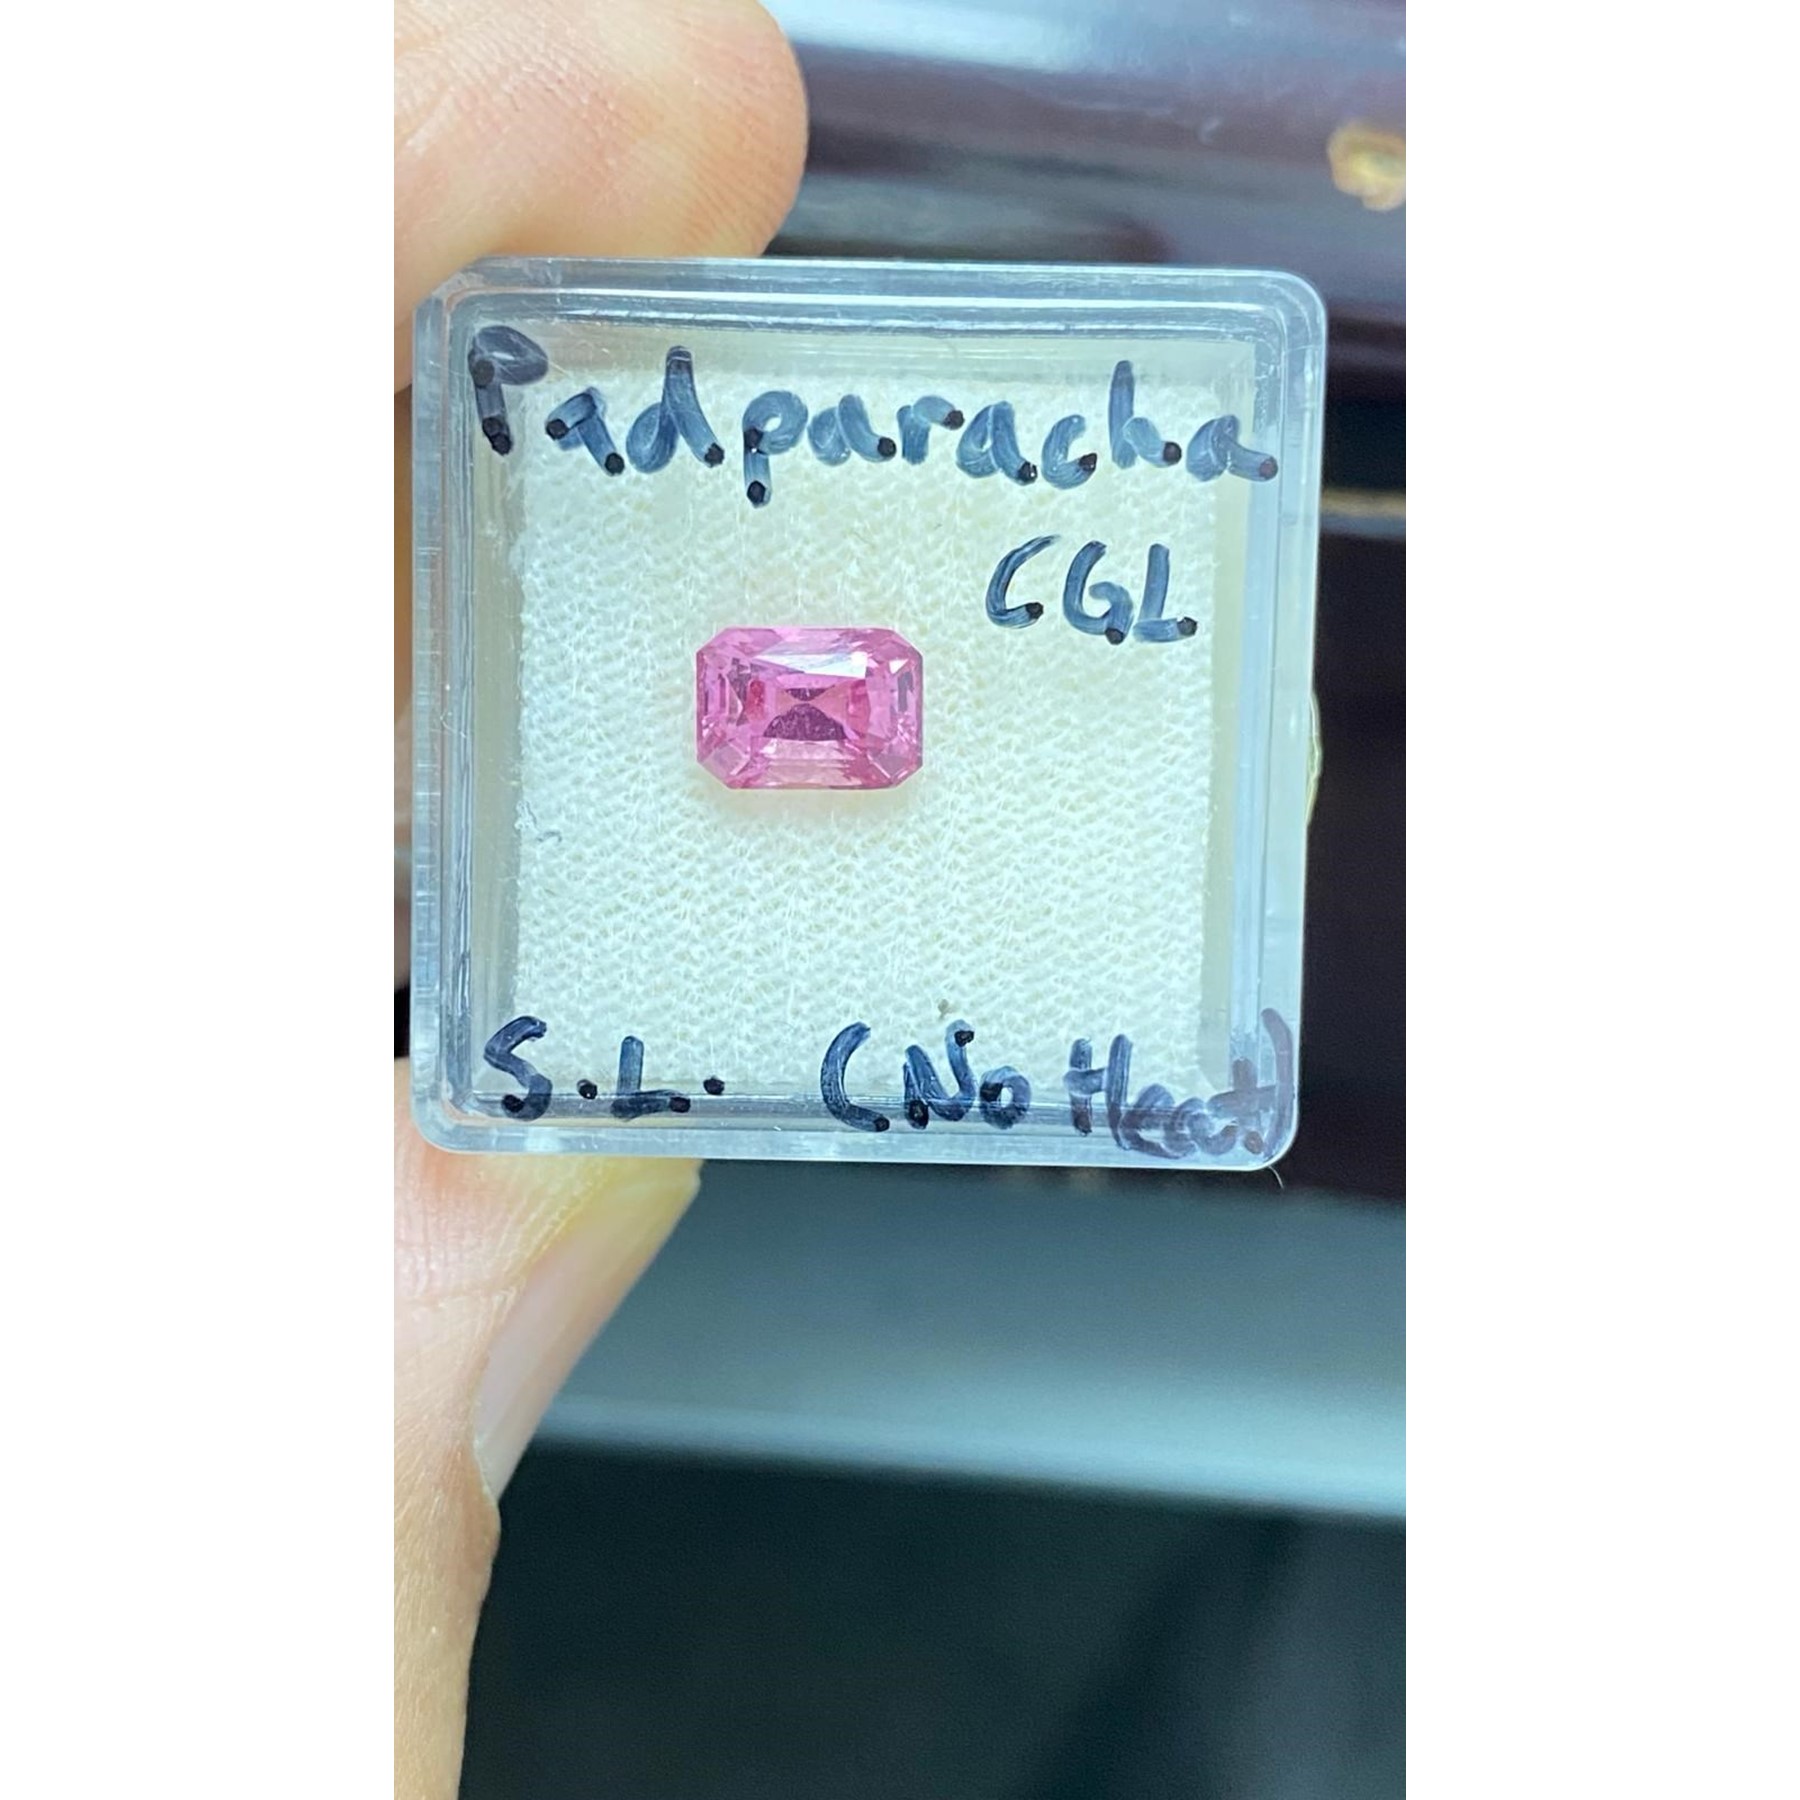 Padparacha
CGL
S.L. (No Heat)